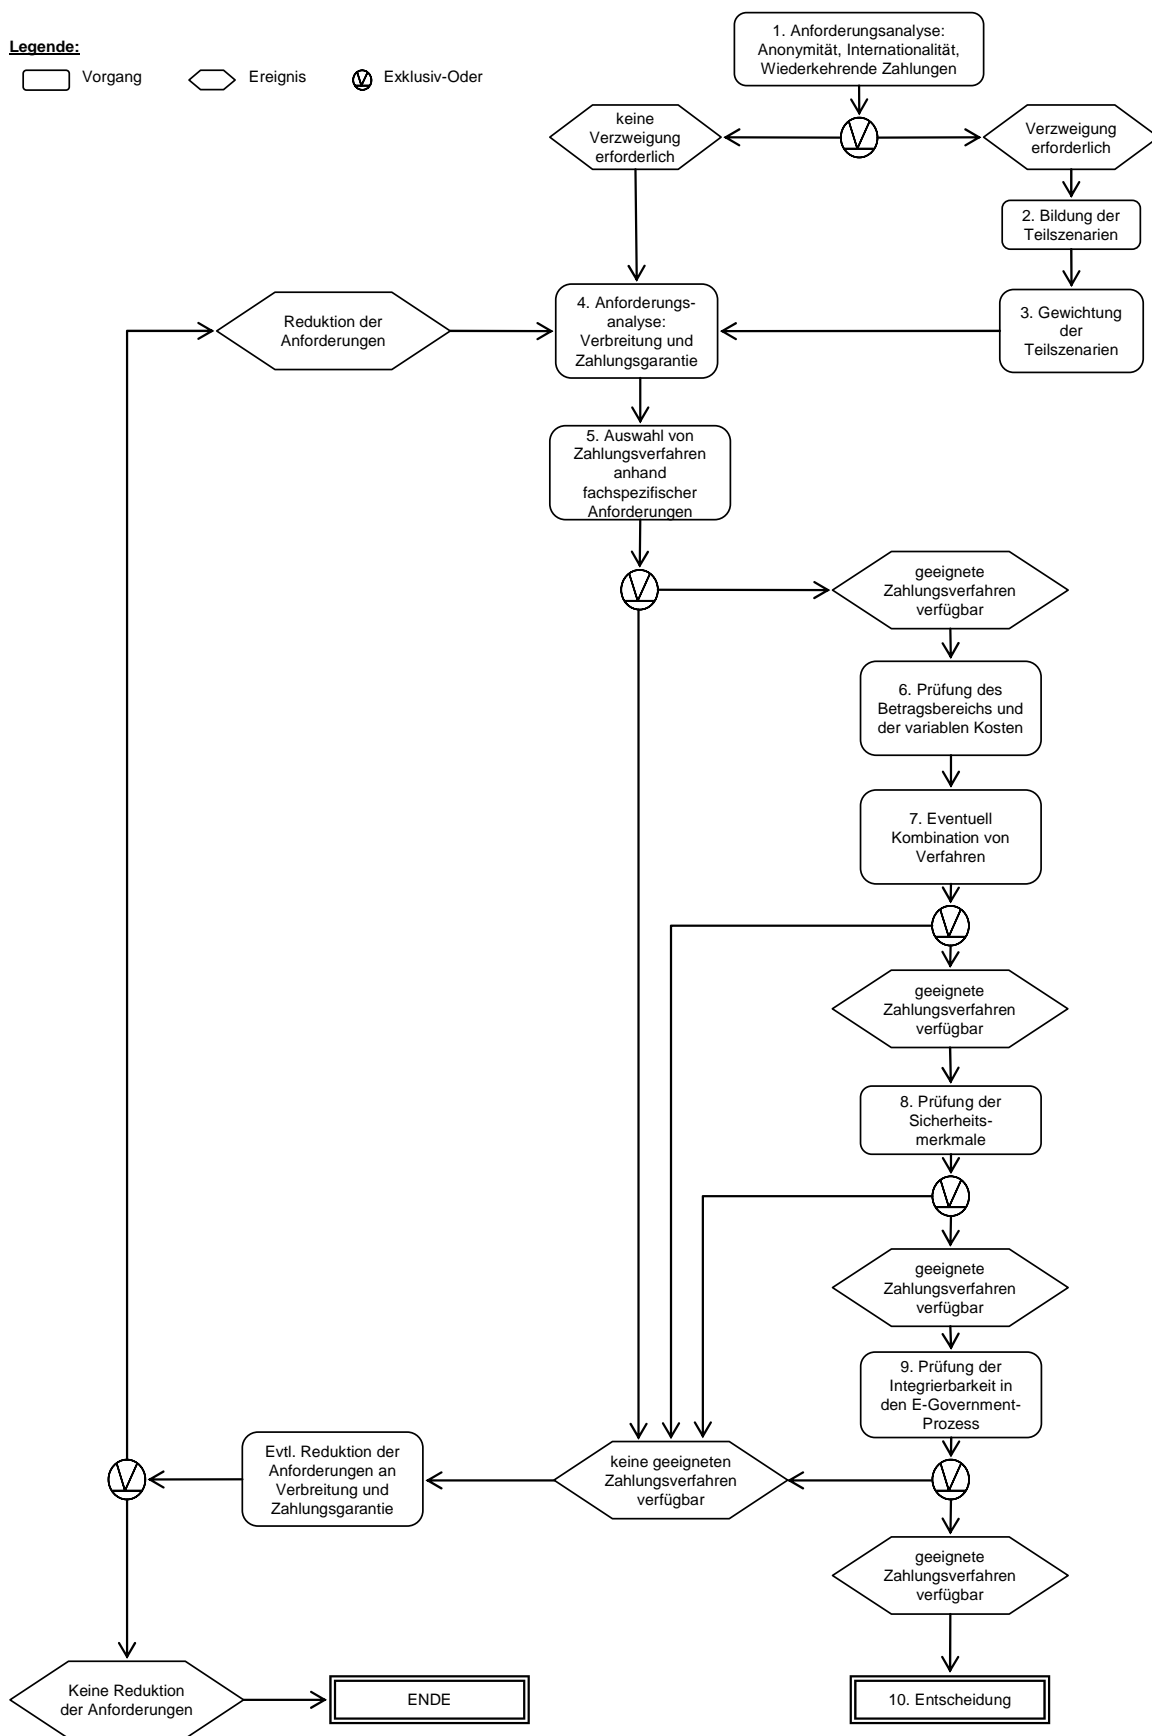 Legende:
Vorgang
Ereignis
Exklusiv-Oder
1. Anforderungsanalyse:
Anonymität, Internationalität,
Wiederkehrende Zahlungen
keine
Verzweigung
erforderlich
Verzweigung
erforderlich
2. Bildung der
Teilszenarien
3. Gewichtung
der
Teilszenarien
Reduktion der
Anforderungen
4. Anforderungs-
analyse:
Verbreitung und
Zahlungsgarantie
5. Auswahl von
Zahlungsverfahren
anhand
fachspezifischer
Anforderungen
geeignete
Zahlungsverfahren
verfügbar
6. Prüfung des
Betragsbereichs und
der variablen Kosten
7. Eventuell
Kombination von
Verfahren
geeignete
Zahlungsverfahren
verfügbar
8. Prüfung der
Sicherheits-
merkmale
geeignete
Zahlungsverfahren
verfügbar
9. Prüfung der
Integrierbarkeit in
den E-Government-
Prozess
Evtl. Reduktion der
Anforderungen an
Verbreitung und
Zahlungsgarantie
keine geeigneten
Zahlungsverfahren
verfügbar
geeignete
Zahlungsverfahren
verfügbar
Keine Reduktion
der Anforderungen
ENDE
10. Entscheidung